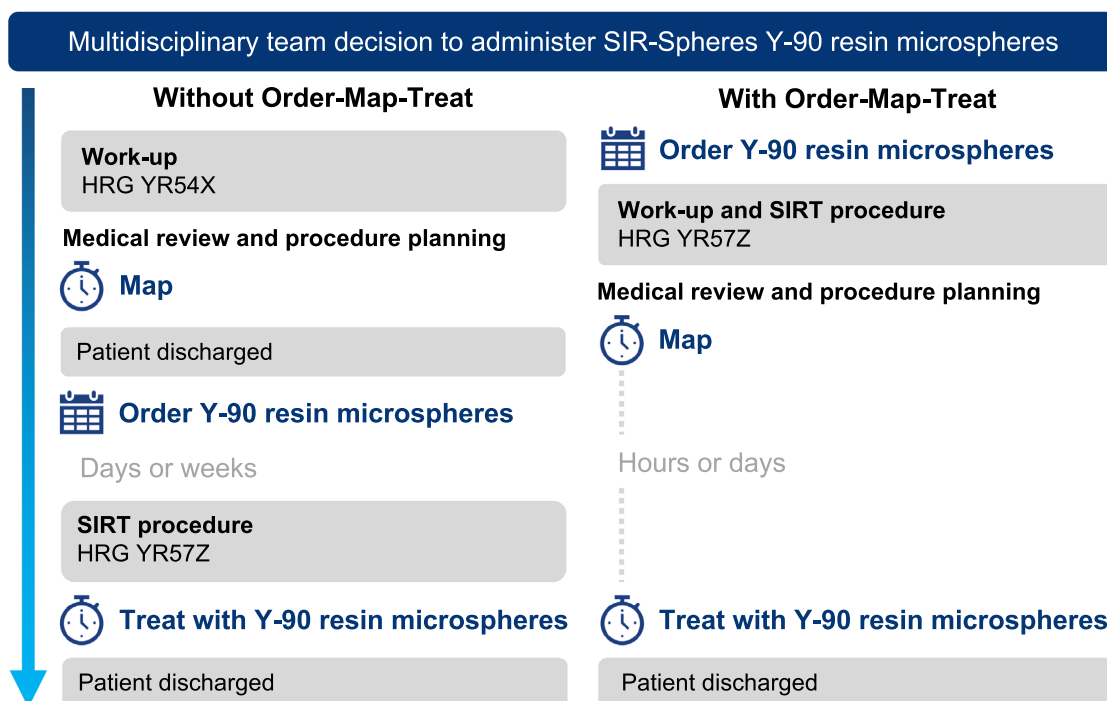 Multidisciplinary team decision to administer SIR-Spheres Y-90 resin microspheres
Without Order-Map-Treat
Work-up
HRG YR54X
Medical review and procedure planning
Map
Patient discharged
Order Y-90 resin microspheres
Days or weeks
SIRT procedure
HRG YR57Z
Treat with Y-90 resin microspheres
Patient discharged
With Order-Map-Treat
Order Y-90 resin microspheres
Work-up and SIRT procedure
HRG YR57Z
Medical review and procedure planning
Map
Hours or days
Treat with Y-90 resin microspheres
Patient discharged